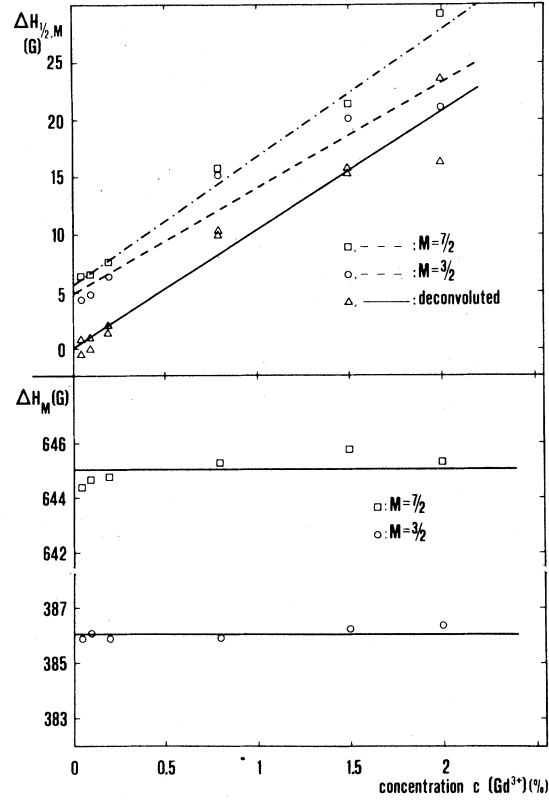 ΔH½,M
(G)
25
20
15
10
5
0
□, – – – : M=7/2
○, – – – : M=3/2
△, ——— : deconvoluted
ΔH_M(G)
646
644
642
387
385
383
□: M=7/2
○: M=3/2
0 0.5 1 1.5 2
concentration c (Gd³⁺)(%)